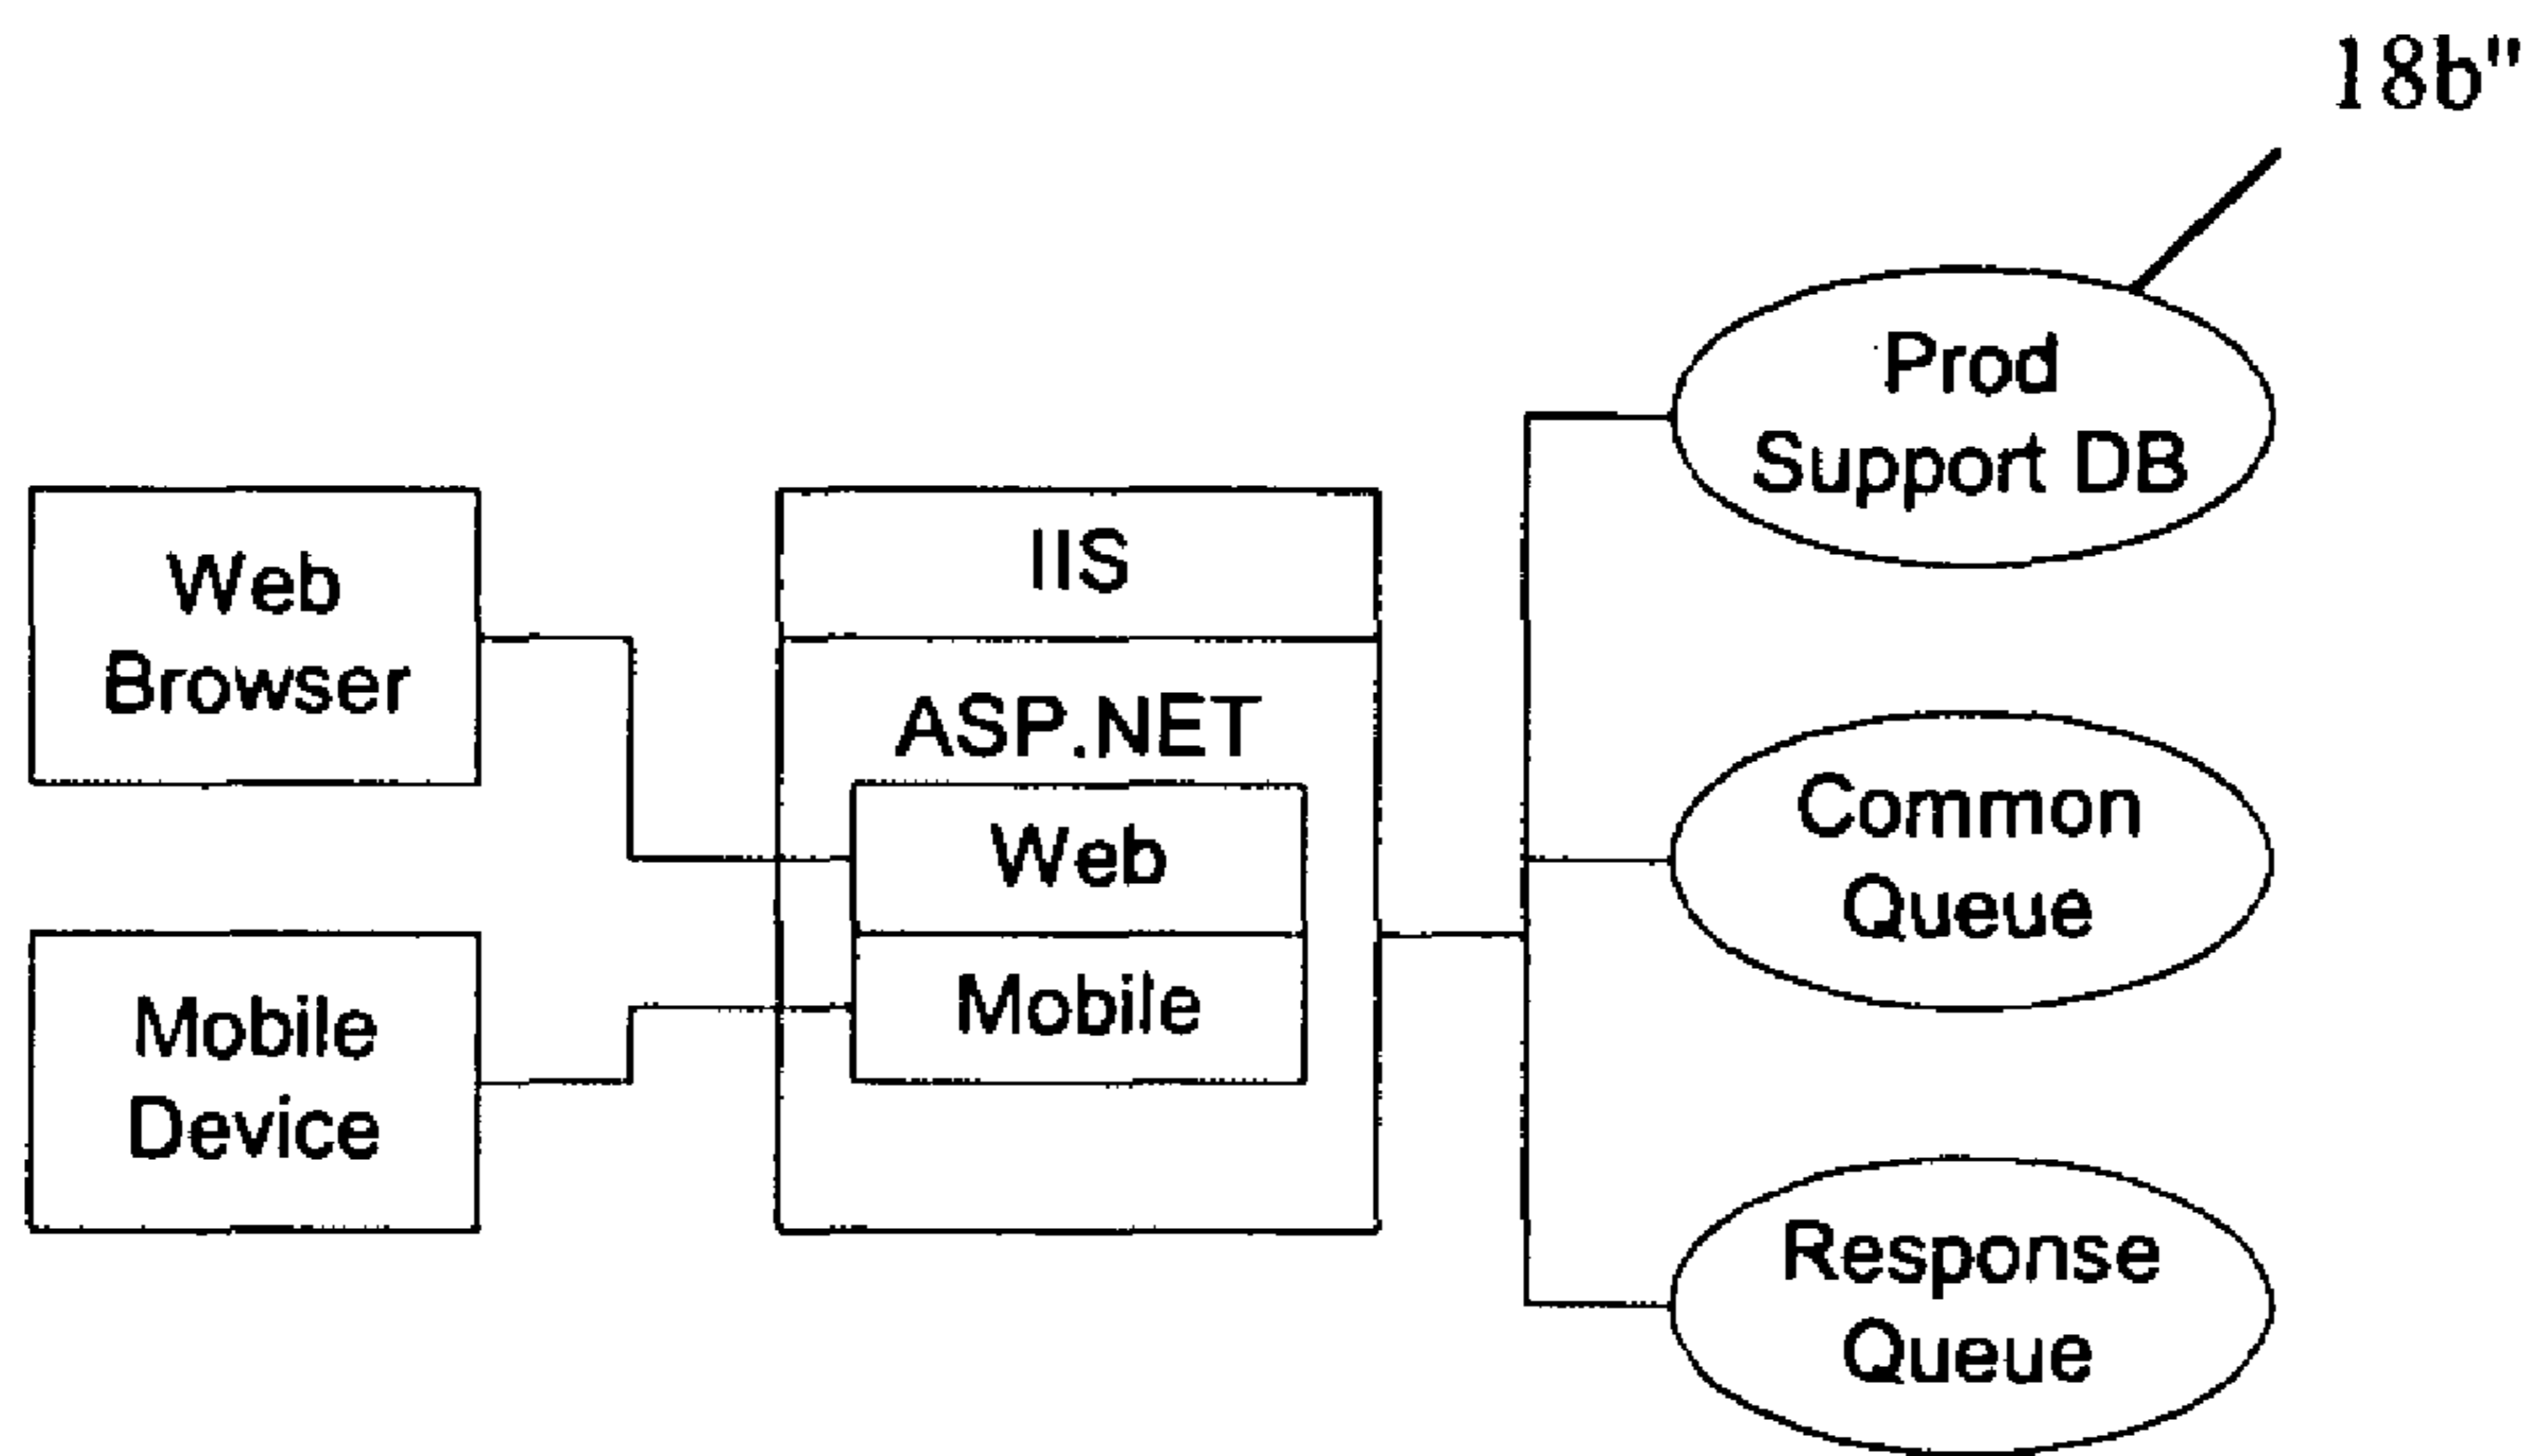 18b"
Prod
Support DB
IIS
Web
Browser
ASP.NET
Web
Mobile
Common
Queue
Mobile
Device
Response
Queue